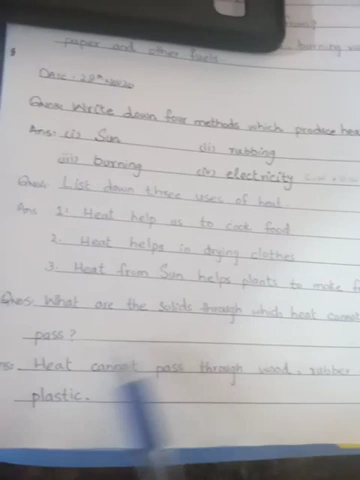 paper and other fuels. burning
Date: 28th
Ques: Write down four methods which produce hea
Ans: (i) Sun (ii) rubbing
(iii) burning (iv) electricity
Ques: List down three uses of heat.
Ans 1. Heat help us to cook food
2. Heat helps in drying clothes
3. Heat from Sun helps plants to make f
Ques: What are the solids through which heat cannot
pass?
Ans: Heat cannot pass through wood, rubber
plastic.